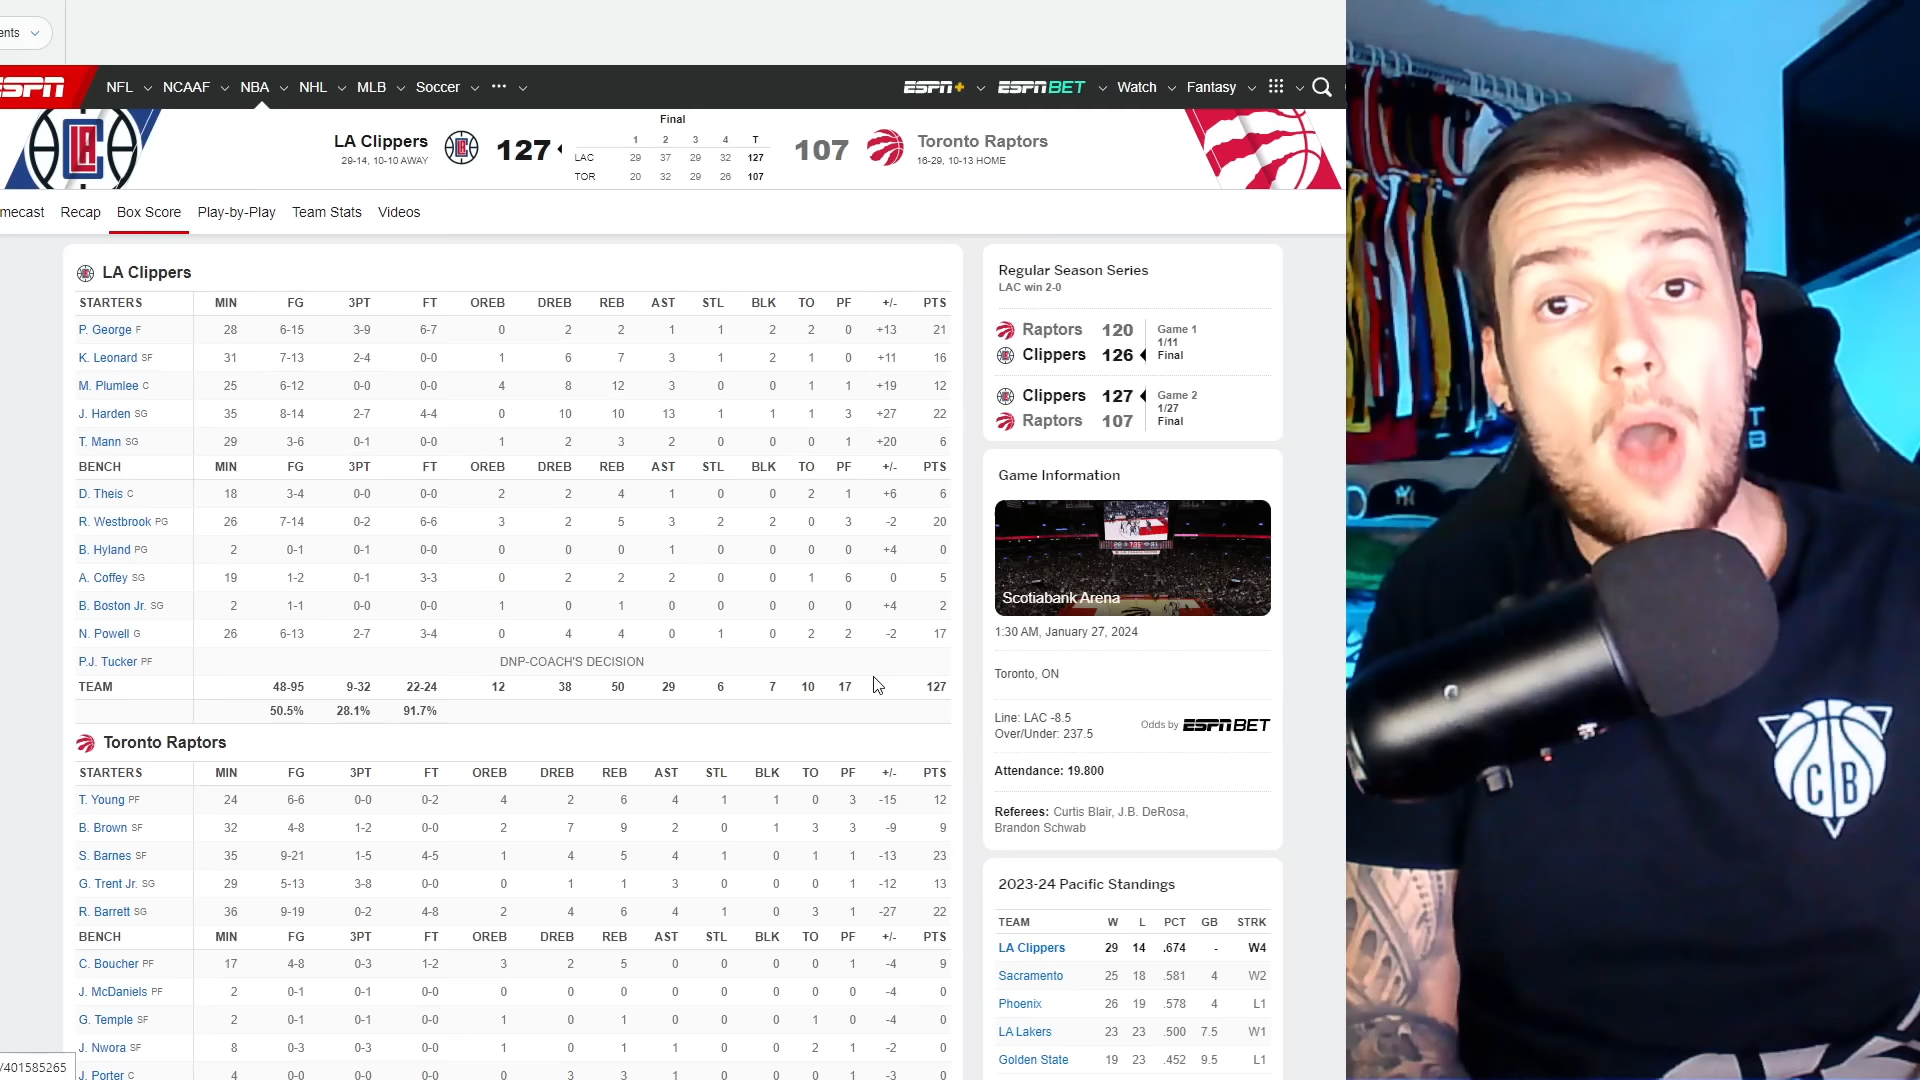 ents
ESPN NFL NCAAF NBA NHL MLB Soccer ••• ESPN+ ESPN BET Watch Fantasy
Final
LA Clippers 127 1 2 3 4 T 107 Toronto Raptors
29-14, 10-10 AWAY LAC 29 37 29 32 127 16-29, 10-13 HOME
TOR 20 32 29 26 107
mecast Recap Box Score Play-by-Play Team Stats Videos
LA Clippers
STARTERS MIN FG 3PT FT OREB DREB REB AST STL BLK TO PF +/- PTS
P. George F 28 6-15 3-9 6-7 0 2 2 1 1 2 2 0 +13 21
K. Leonard SF 31 7-13 2-4 0-0 1 6 7 3 1 2 1 0 +11 16
M. Plumlee C 25 6-12 0-0 0-0 4 8 12 3 0 0 1 1 +19 12
J. Harden SG 35 8-14 2-7 4-4 0 10 10 13 1 1 1 3 +27 22
T. Mann SG 29 3-6 0-1 0-0 1 2 3 2 0 0 0 1 +20 6
BENCH MIN FG 3PT FT OREB DREB REB AST STL BLK TO PF +/- PTS
D. Theis C 18 3-4 0-0 0-0 2 2 4 1 0 0 2 1 +6 6
R. Westbrook PG 26 7-14 0-2 6-6 3 2 5 3 2 2 0 3 -2 20
B. Hyland PG 2 0-1 0-1 0-0 0 0 0 1 0 0 0 0 +4 0
A. Coffey SG 19 1-2 0-1 3-3 0 2 2 2 0 0 1 6 0 5
B. Boston Jr. SG 2 1-1 0-0 0-0 1 0 1 0 0 0 0 0 +4 2
N. Powell G 26 6-13 2-7 3-4 0 4 4 0 1 0 2 2 -2 17
P.J. Tucker PF DNP-COACH'S DECISION
TEAM 48-95 9-32 22-24 12 38 50 29 6 7 10 17 127
50.5% 28.1% 91.7%
Toronto Raptors
STARTERS MIN FG 3PT FT OREB DREB REB AST STL BLK TO PF +/- PTS
T. Young PF 24 6-6 0-0 0-2 4 2 6 4 1 1 0 3 -15 12
B. Brown SF 32 4-8 1-2 0-0 2 7 9 2 0 1 3 3 -9 9
S. Barnes SF 35 9-21 1-5 4-5 1 4 5 4 1 0 1 1 -13 23
G. Trent Jr. SG 29 5-13 3-8 0-0 0 1 1 3 0 0 0 1 -12 13
R. Barrett SG 36 9-19 0-2 4-8 2 4 6 4 1 0 3 1 -27 22
BENCH MIN FG 3PT FT OREB DREB REB AST STL BLK TO PF +/- PTS
C. Boucher PF 17 4-8 0-3 1-2 3 2 5 0 0 0 0 1 -4 9
J. McDaniels PF 2 0-1 0-1 0-0 0 0 0 0 0 0 0 0 -4 0
G. Temple SF 2 0-1 0-1 0-0 1 0 1 0 0 0 1 0 -4 0
J. Nwora SF 8 0-3 0-3 0-0 1 0 1 1 0 0 2 1 -2 0
J. Porter C 4 0-0 0-0 0-0 0 3 3 1 0 0 0 1 -3 0
/401585265
Regular Season Series
LAC win 2-0
Raptors 120 Game 1
1/11
Clippers 126 Final
Clippers 127 Game 2
1/27
Raptors 107 Final
Game Information
Scotiabank Arena
1:30 AM, January 27, 2024
Toronto, ON
Line: LAC -8.5
Over/Under: 237.5
Odds by ESPN BET
Attendance: 19.800
Referees: Curtis Blair, J.B. DeRosa,
Brandon Schwab
2023-24 Pacific Standings
TEAM W L PCT GB STRK
LA Clippers 29 14 .674 - W4
Sacramento 25 18 .581 4 W2
Phoenix 26 19 .578 4 L1
LA Lakers 23 23 .500 7.5 W1
Golden State 19 23 .452 9.5 L1
CB